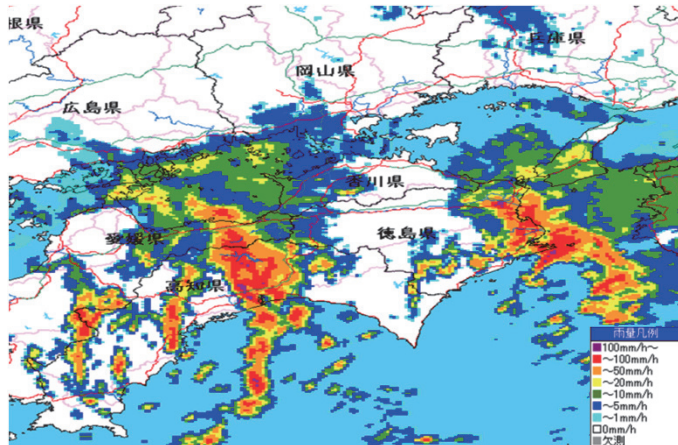 根県
兵庫県
岡山県
広島県
香川県
徳島県
愛媛県
高知県
雨量凡例
100mm/h～
～100mm/h
～50mm/h
～20mm/h
～10mm/h
～5mm/h
～1mm/h
0mm/h
欠測